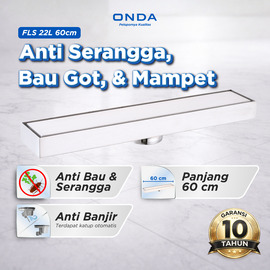 ONDA
Pelopornya Kualitas
FLS 22L 60cm
Anti Serangga,
Bau Got, & Mampet
Anti Bau &
Serangga
60 cm
Panjang
60 cm
Anti Banjir
Terdapat katup otomatis
GARANSI
10
TAHUN